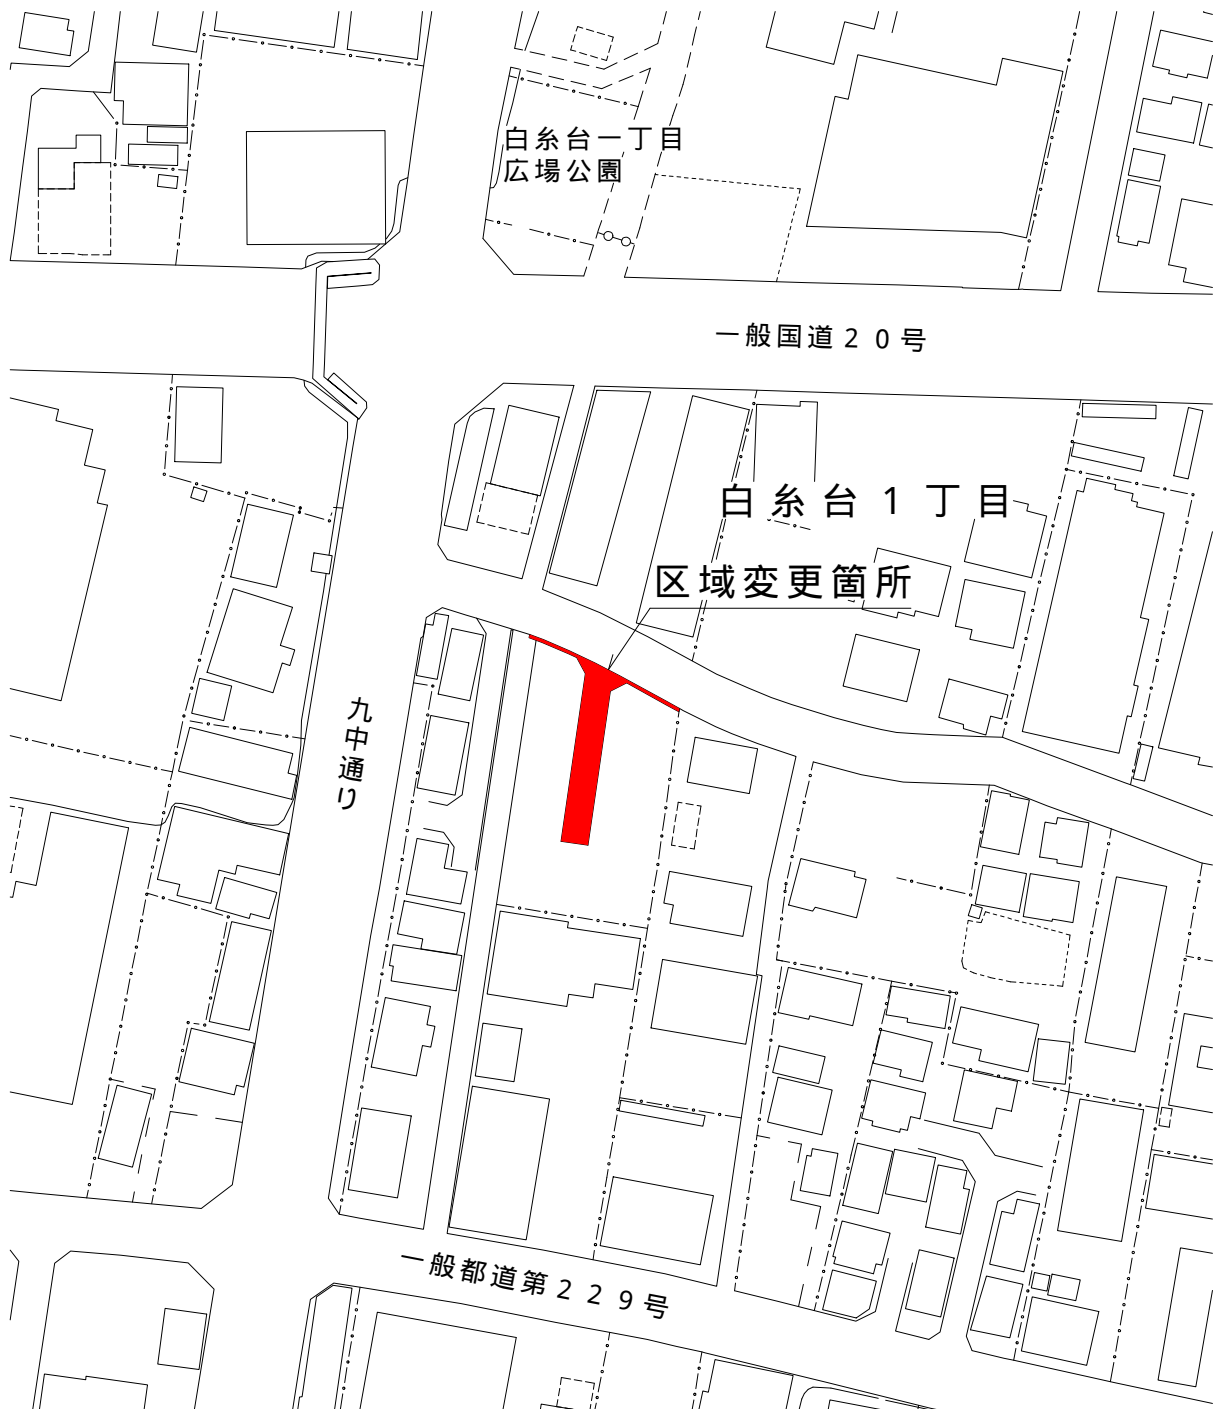 白糸台一丁目
広場公園
一般国道２０号
白糸台１丁目
区域変更箇所
九中通り
一般都道第２２９号